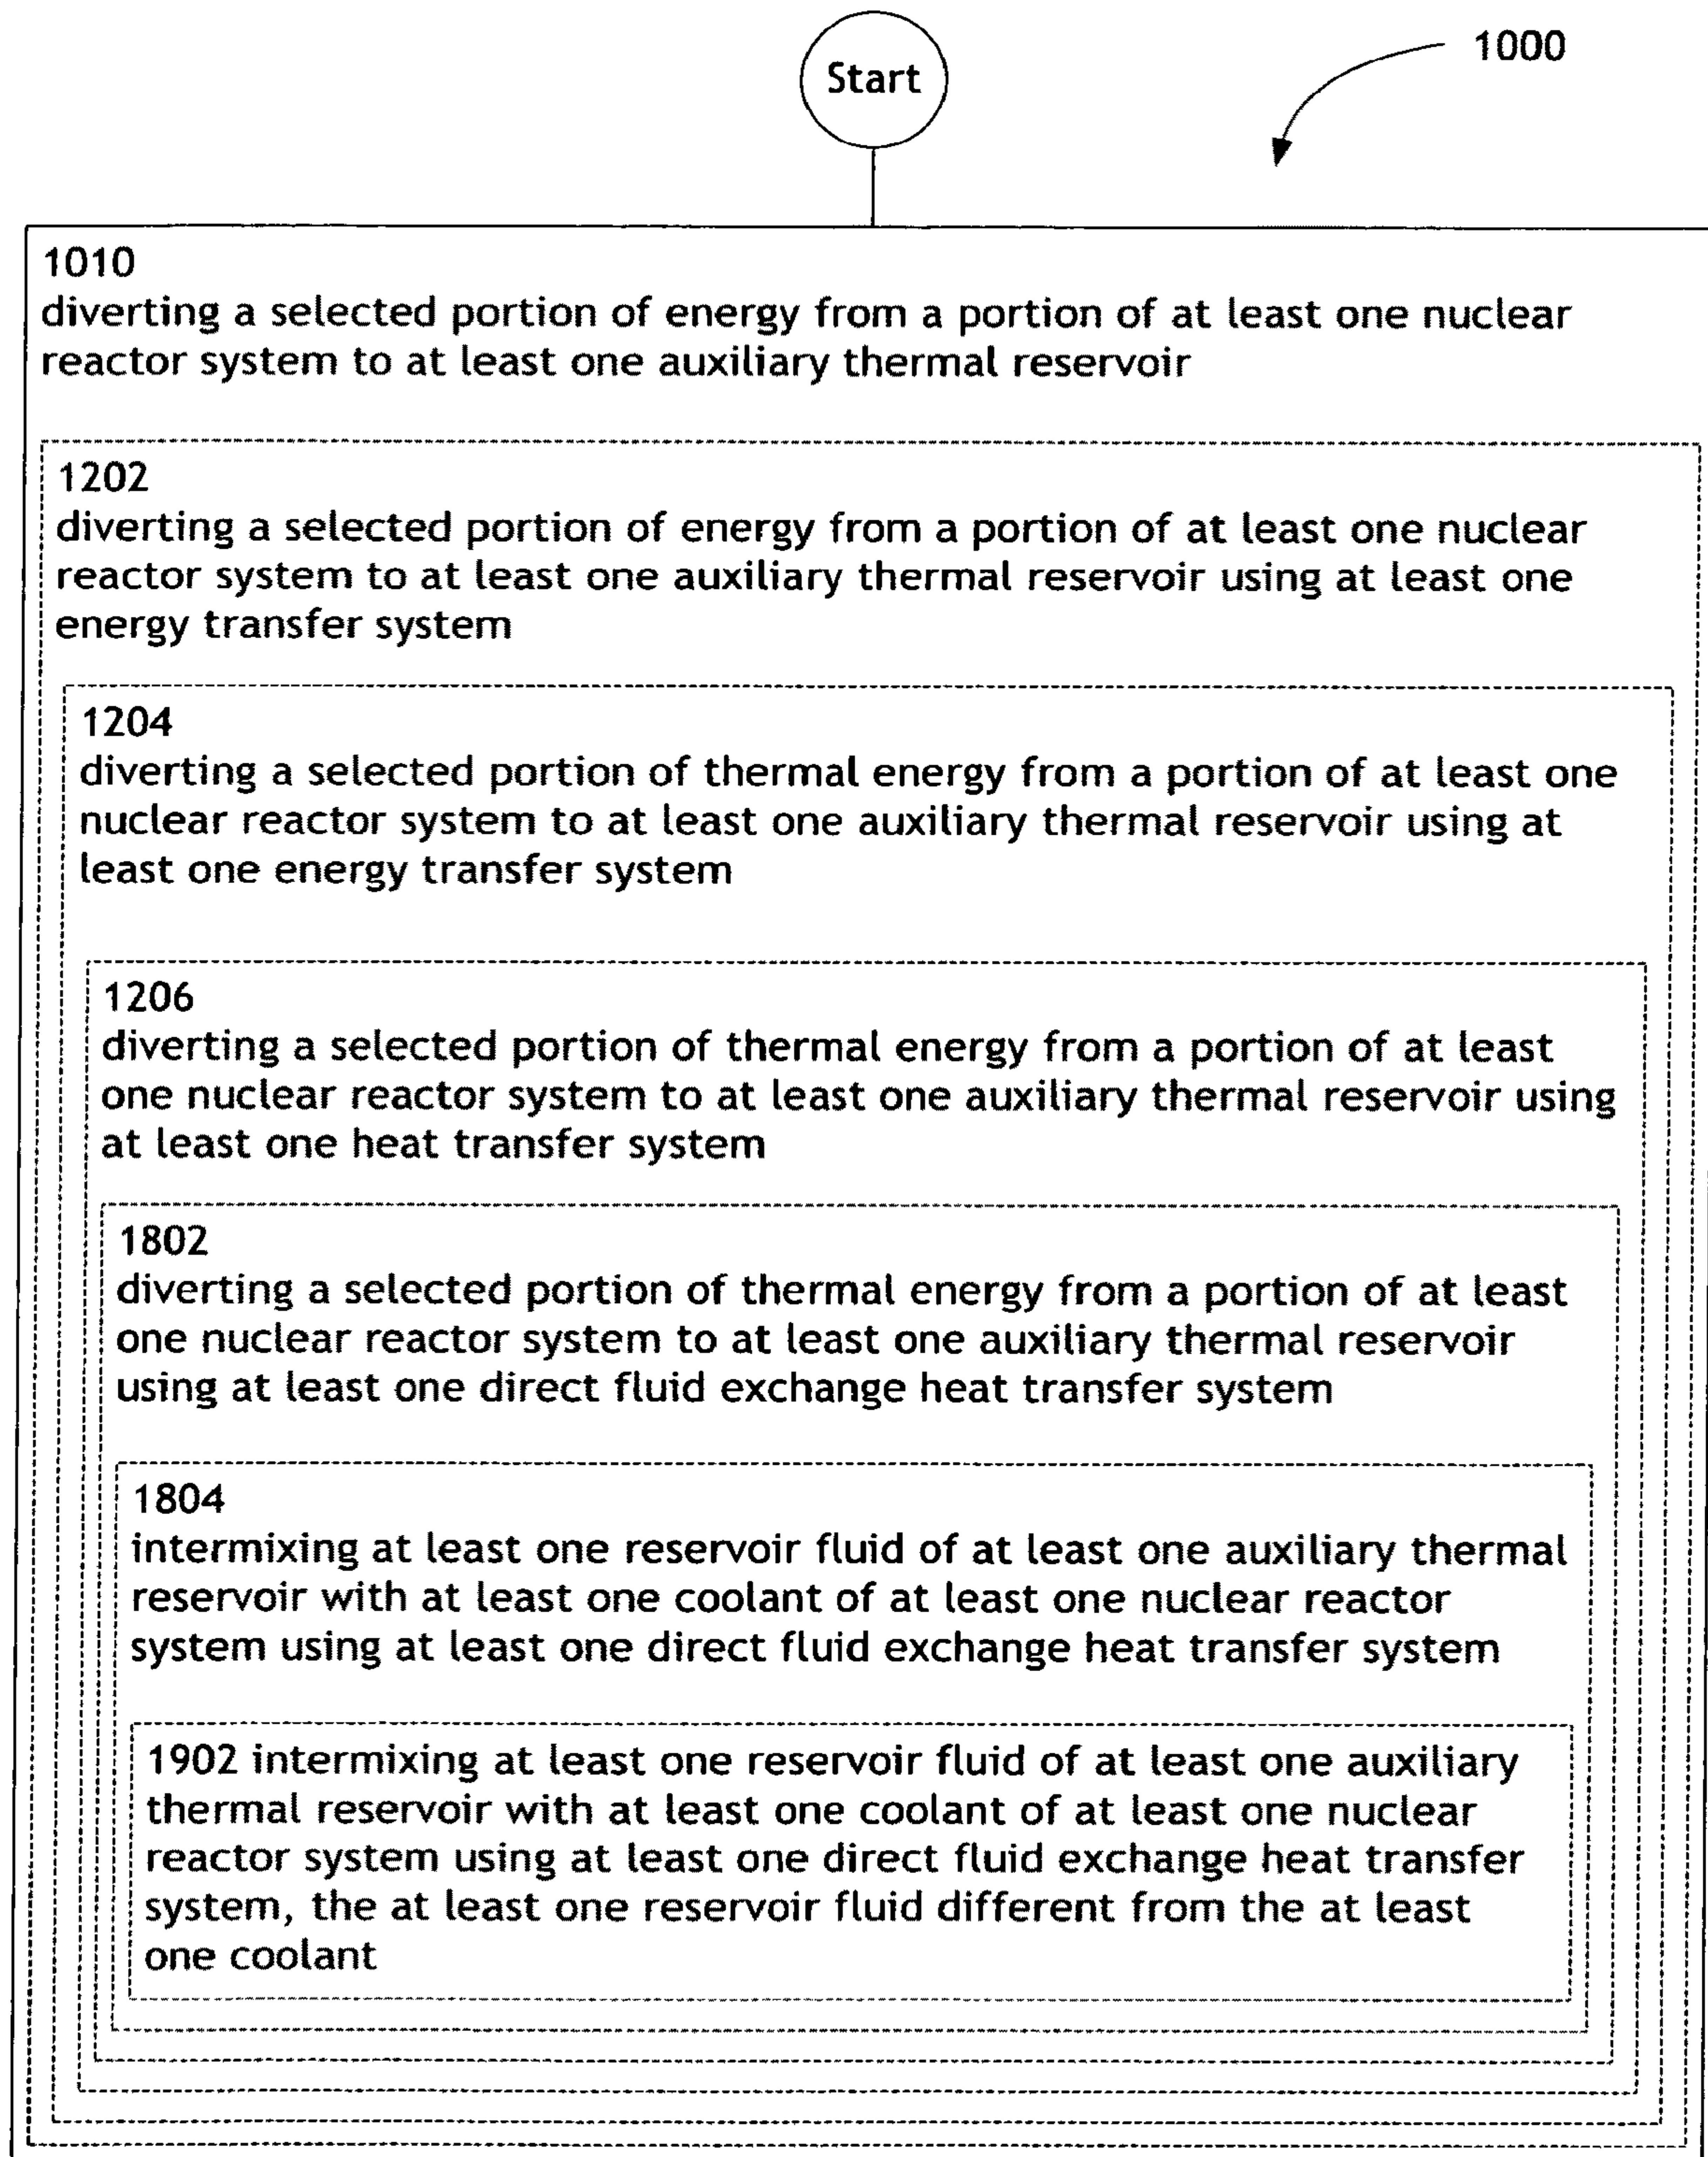 Start
1000
1010
diverting a selected portion of energy from a portion of at least one nuclear
reactor system to at least one auxiliary thermal reservoir
1202
diverting a selected portion of energy from a portion of at least one nuclear
reactor system to at least one auxiliary thermal reservoir using at least one
energy transfer system
1204
diverting a selected portion of thermal energy from a portion of at least one
nuclear reactor system to at least one auxiliary thermal reservoir using at
least one energy transfer system
1206
diverting a selected portion of thermal energy from a portion of at least
one nuclear reactor system to at least one auxiliary thermal reservoir using
at least one heat transfer system
1802
diverting a selected portion of thermal energy from a portion of at least
one nuclear reactor system to at least one auxiliary thermal reservoir
using at least one direct fluid exchange heat transfer system
1804
intermixing at least one reservoir fluid of at least one auxiliary thermal
reservoir with at least one coolant of at least one nuclear reactor
system using at least one direct fluid exchange heat transfer system
1902 intermixing at least one reservoir fluid of at least one auxiliary
thermal reservoir with at least one coolant of at least one nuclear
reactor system using at least one direct fluid exchange heat transfer
system, the at least one reservoir fluid different from the at least
one coolant